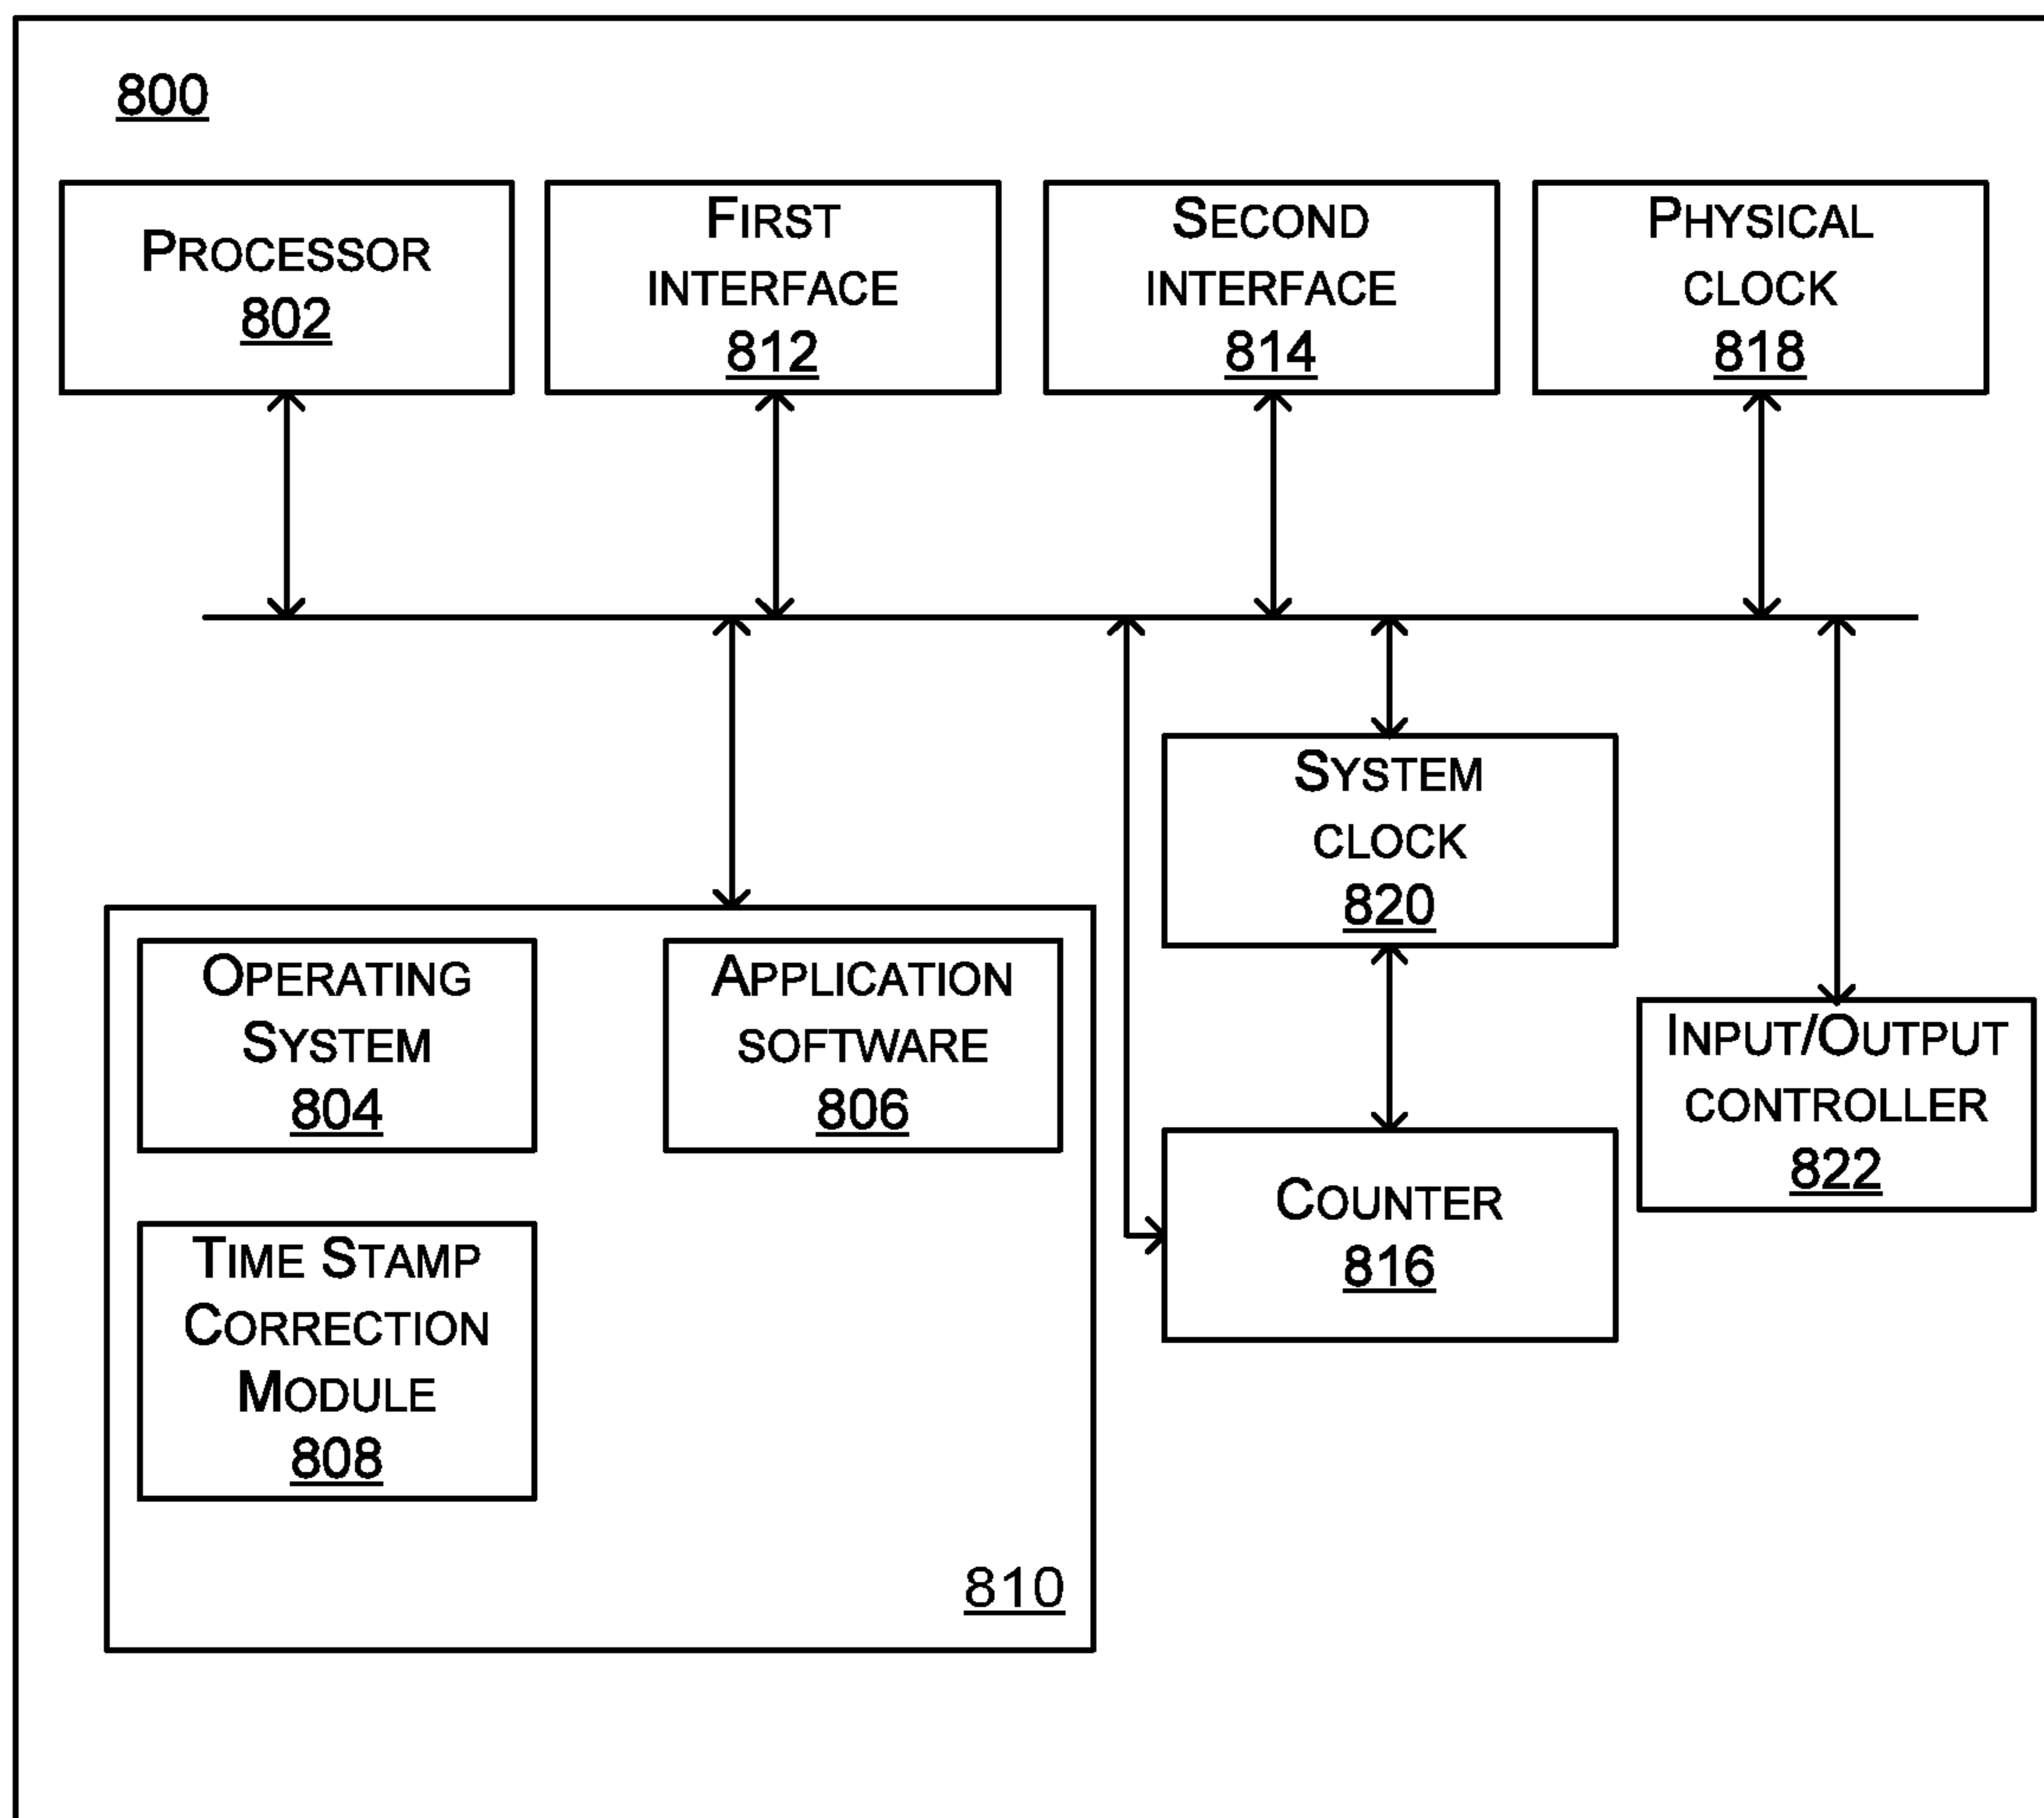 800
PROCESSOR
802
FIRST
INTERFACE
812
SECOND
INTERFACE
814
PHYSICAL
CLOCK
818
SYSTEM
CLOCK
820
OPERATING
SYSTEM
804
APPLICATION
SOFTWARE
806
INPUT/OUTPUT
CONTROLLER
822
COUNTER
816
TIME STAMP
CORRECTION
MODULE
808
810